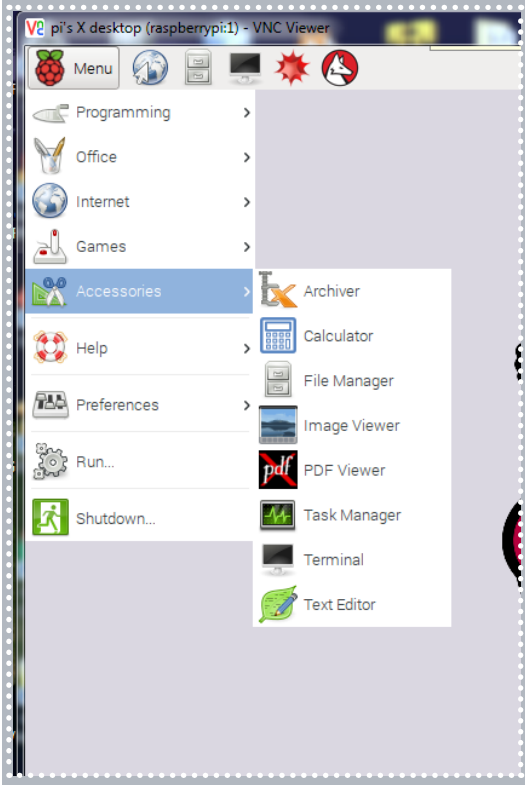 V2 pi's X desktop (raspberrypi:1) - VNC Viewer
Menu
Programming
Office
Internet
Games
Accessories
Help
Preferences
Run...
Shutdown...
Archiver
Calculator
File Manager
Image Viewer
pdf PDF Viewer
Task Manager
Terminal
Text Editor